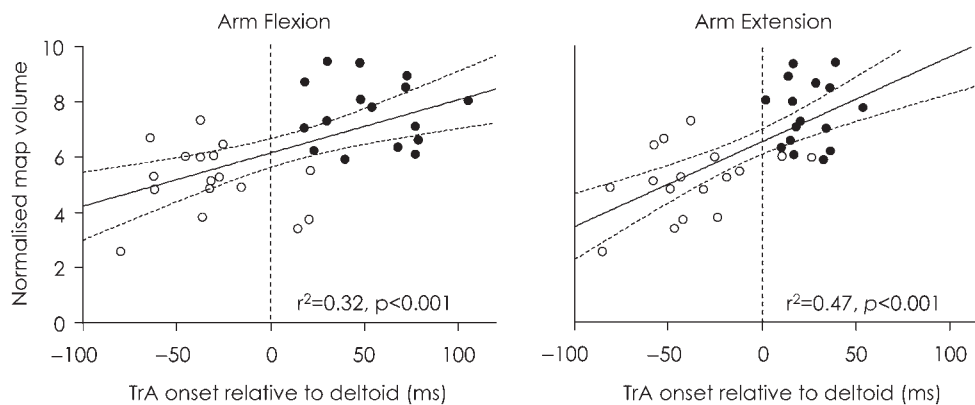 Arm Flexion
Arm Extension
Normalised map volume
10
8
6
4
2
0
r²=0.32, p<0.001
r²=0.47, p<0.001
−100 −50 0 50 100
−100 −50 0 50 100
TrA onset relative to deltoid (ms)
TrA onset relative to deltoid (ms)